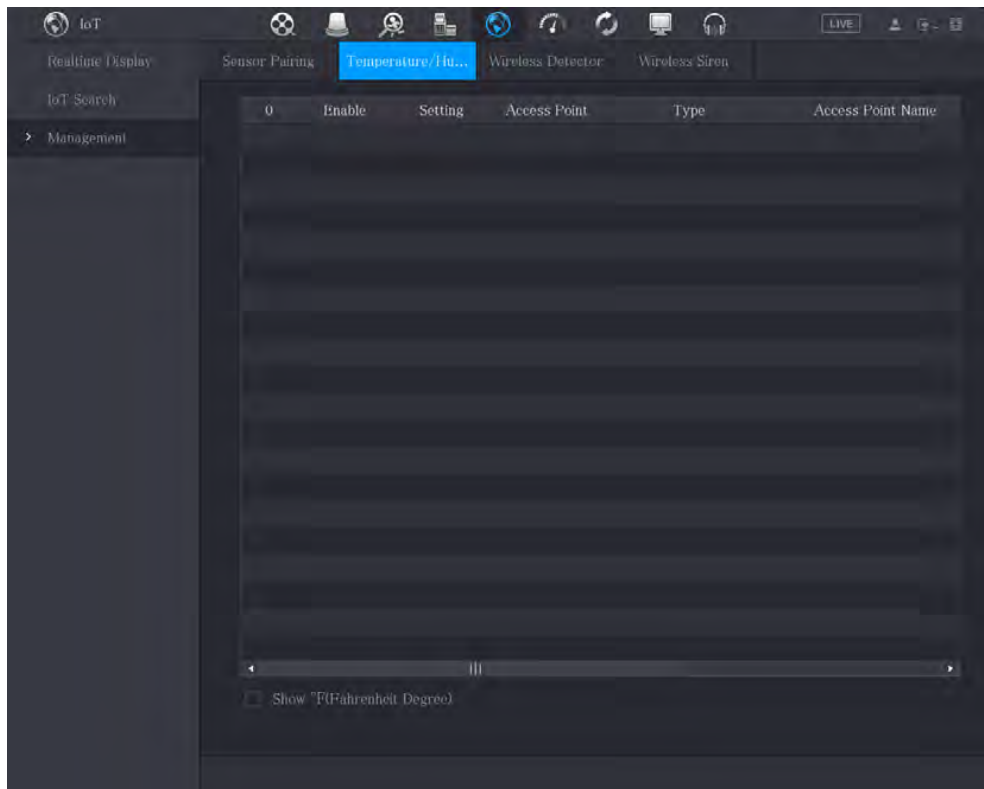 IoT
LIVE
Realtime Display
Sensor Pairing
Temperature/Hu...
Wireless Detector
Wireless Siren
IoT Search
0
Enable
Setting
Access Point
Type
Access Point Name
Management
Show °F(Fahrenheit Degree)